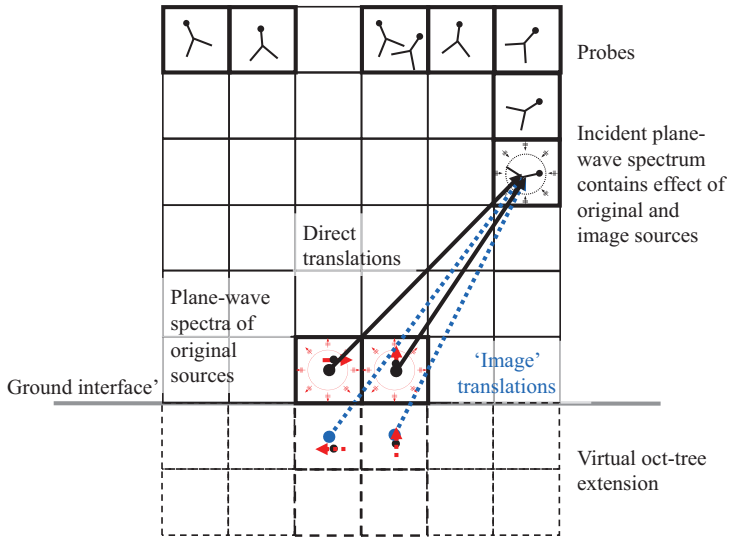 Probes
Incident plane-
wave spectrum
contains effect of
original and
image sources
Direct
translations
Plane-wave
spectra of
original
sources
'Image'
translations
Ground interface'
Virtual oct-tree
extension